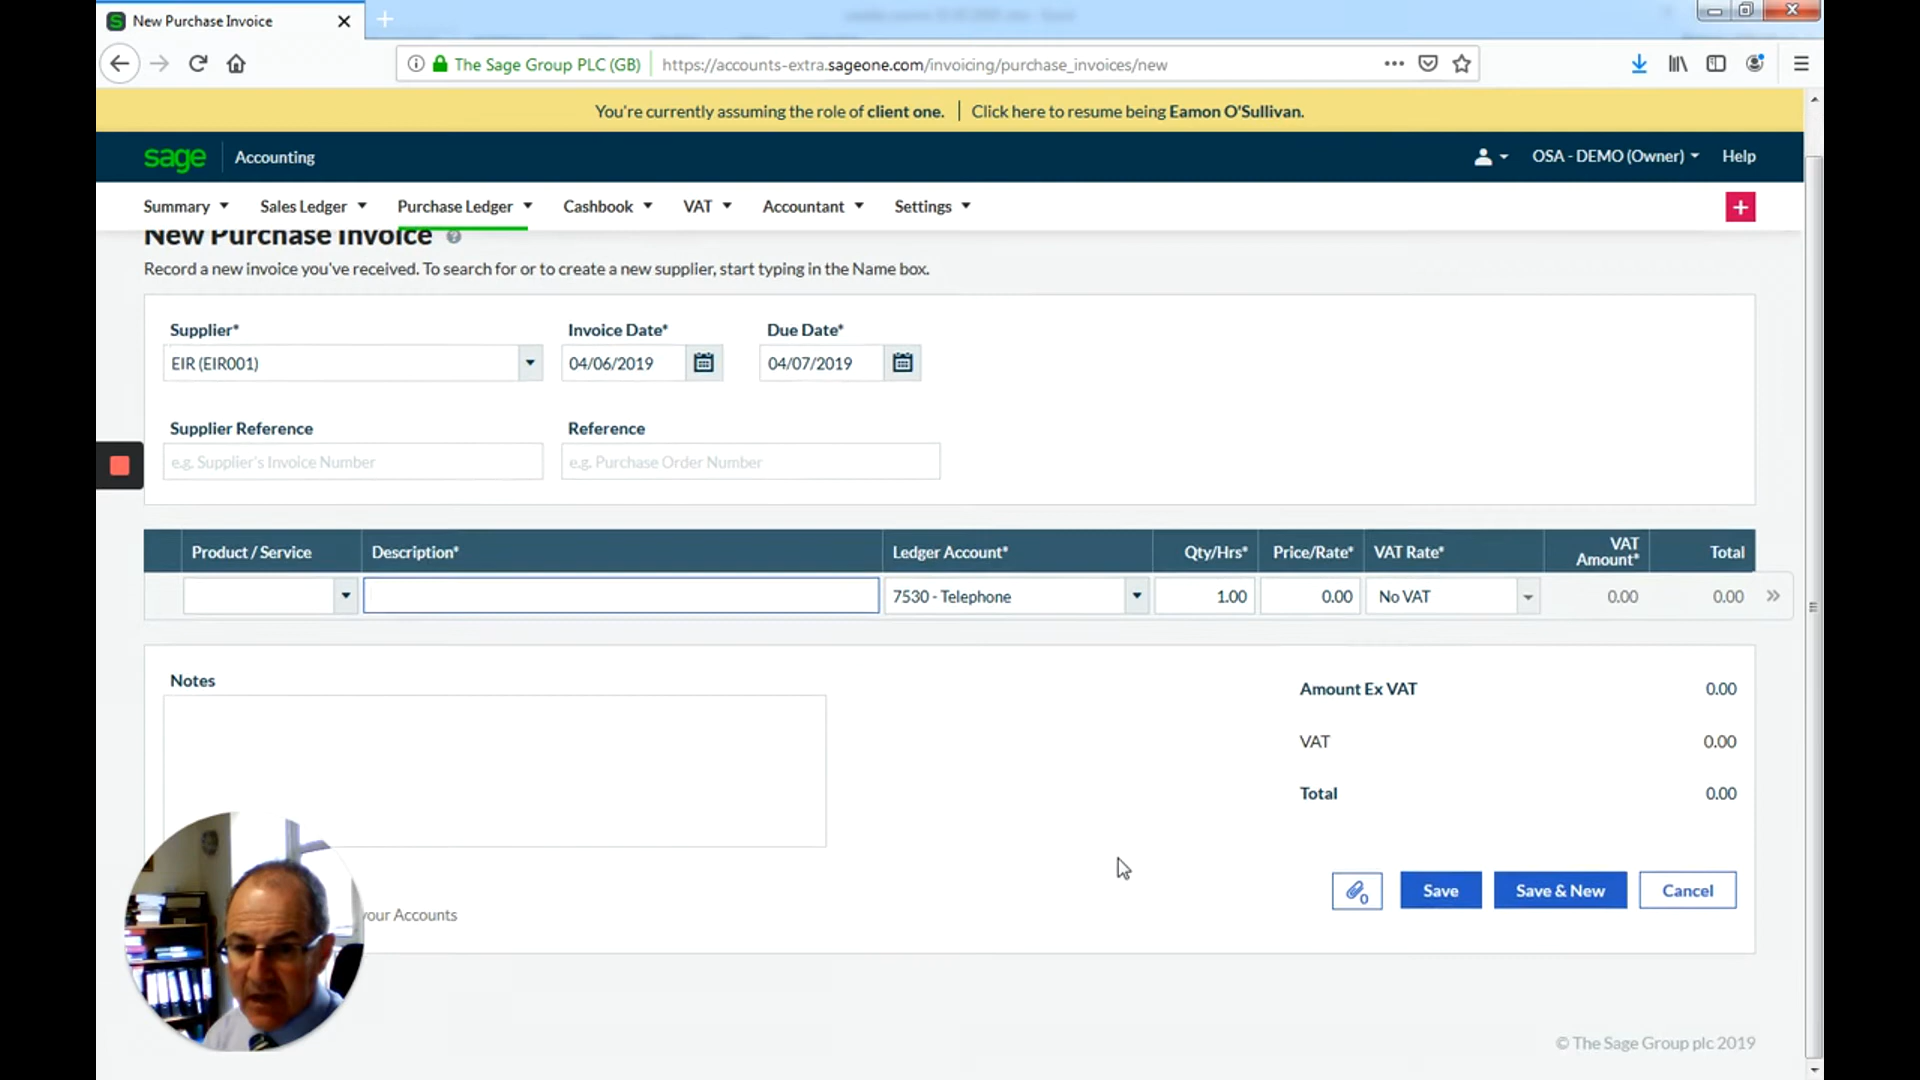 New Purchase Invoice
The Sage Group PLC (GB) https://accounts-extra.sageone.com/invoicing/purchase_invoices/new
You're currently assuming the role of client one. | Click here to resume being Eamon O'Sullivan.
sage Accounting OSA - DEMO (Owner) Help
Summary Sales Ledger Purchase Ledger Cashbook VAT Accountant Settings +
New Purchase Invoice ?
Record a new invoice you've received. To search for or to create a new supplier, start typing in the Name box.
Supplier* Invoice Date* Due Date*
EIR (EIR001) 04/06/2019 04/07/2019
Supplier Reference Reference
e.g. Supplier's Invoice Number e.g. Purchase Order Number
Product / Service Description* Ledger Account* Qty/Hrs* Price/Rate* VAT Rate* VAT Amount* Total
7530 - Telephone 1.00 0.00 No VAT 0.00 0.00 »
Notes
Amount Ex VAT 0.00
VAT 0.00
Total 0.00
0 Save Save & New Cancel
your Accounts
© The Sage Group plc 2019